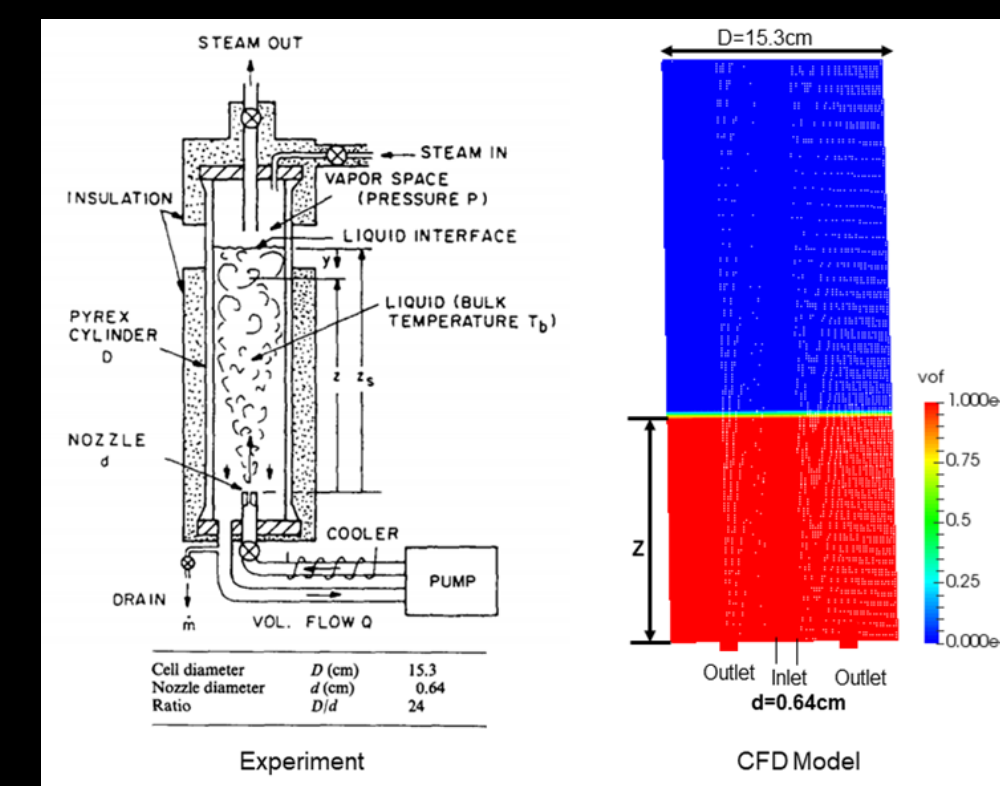 STEAM OUT
STEAM IN
VAPOR SPACE
(PRESSURE P)
INSULATION
LIQUID INTERFACE
y
LIQUID (BULK
TEMPERATURE Tb)
PYREX
CYLINDER
D
z
zs
NOZZLE
d
COOLER
PUMP
DRAIN
ṁ
VOL. FLOW Q
Cell diameter D (cm) 15.3
Nozzle diameter d (cm) 0.64
Ratio D/d 24
Experiment
D=15.3cm
vof
1.000e
0.75
0.5
0.25
0.000e
Z
Outlet
Inlet
Outlet
d=0.64cm
CFD Model